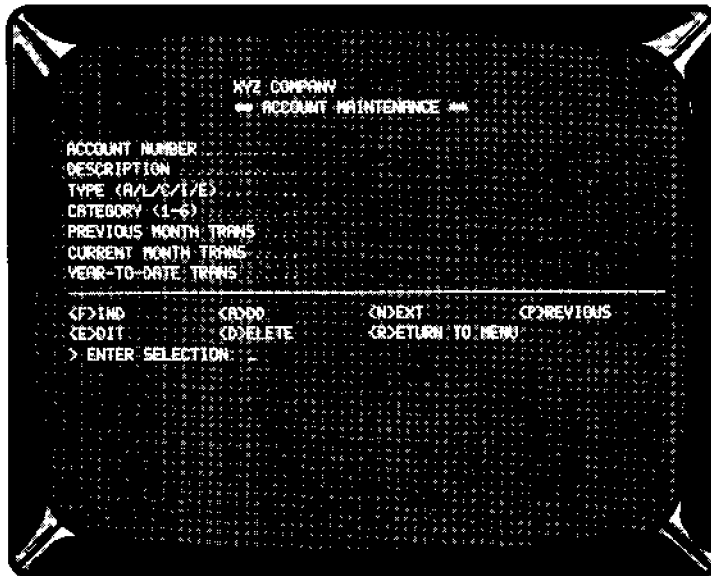 XYZ COMPANY
** ACCOUNT MAINTENANCE **
ACCOUNT NUMBER..........
DESCRIPTION..........
TYPE (A/L/C/I/E)..........
CATEGORY (1-6)..........
PREVIOUS MONTH TRANS.....
CURRENT MONTH TRANS.....
YEAR-TO-DATE TRANS.....
<F>IND <A>DD <N>EXT <P>REVIOUS
<E>DIT <D>ELETE <R>ETURN TO MENU
> ENTER SELECTION: _